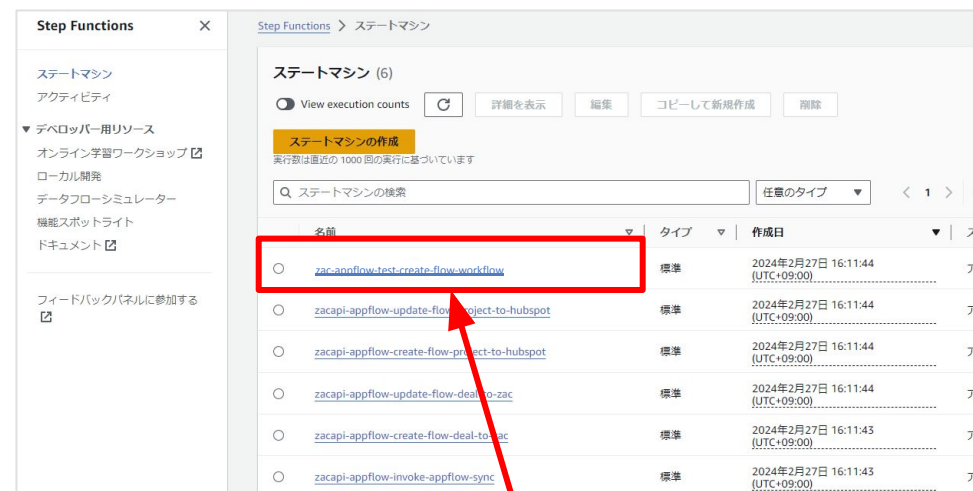 Step Functions
Step Functions > ステートマシン
ステートマシン
アクティビティ
デベロッパー用リソース
オンライン学習ワークショップ
ローカル開発
データフローシミュレーター
機能スポットライト
ドキュメント
フィードバックパネルに参加する
ステートマシン (6)
View execution counts 詳細を表示 編集 コピーして新規作成 削除
ステートマシンの作成
実行数は直近の 1000 回の実行に基づいています
ステートマシンの検索 任意のタイプ < 1 >
名前 タイプ 作成日
zac-appflow-test-create-flow-workflow 標準 2024年2月27日 16:11:44
(UTC+09:00)
zacapi-appflow-update-flow-project-to-hubspot 標準 2024年2月27日 16:11:44
(UTC+09:00)
zacapi-appflow-create-flow-project-to-hubspot 標準 2024年2月27日 16:11:44
(UTC+09:00)
zacapi-appflow-update-flow-deal-to-zac 標準 2024年2月27日 16:11:44
(UTC+09:00)
zacapi-appflow-create-flow-deal-to-zac 標準 2024年2月27日 16:11:43
(UTC+09:00)
zacapi-appflow-invoke-appflow-sync 標準 2024年2月27日 16:11:43
(UTC+09:00)